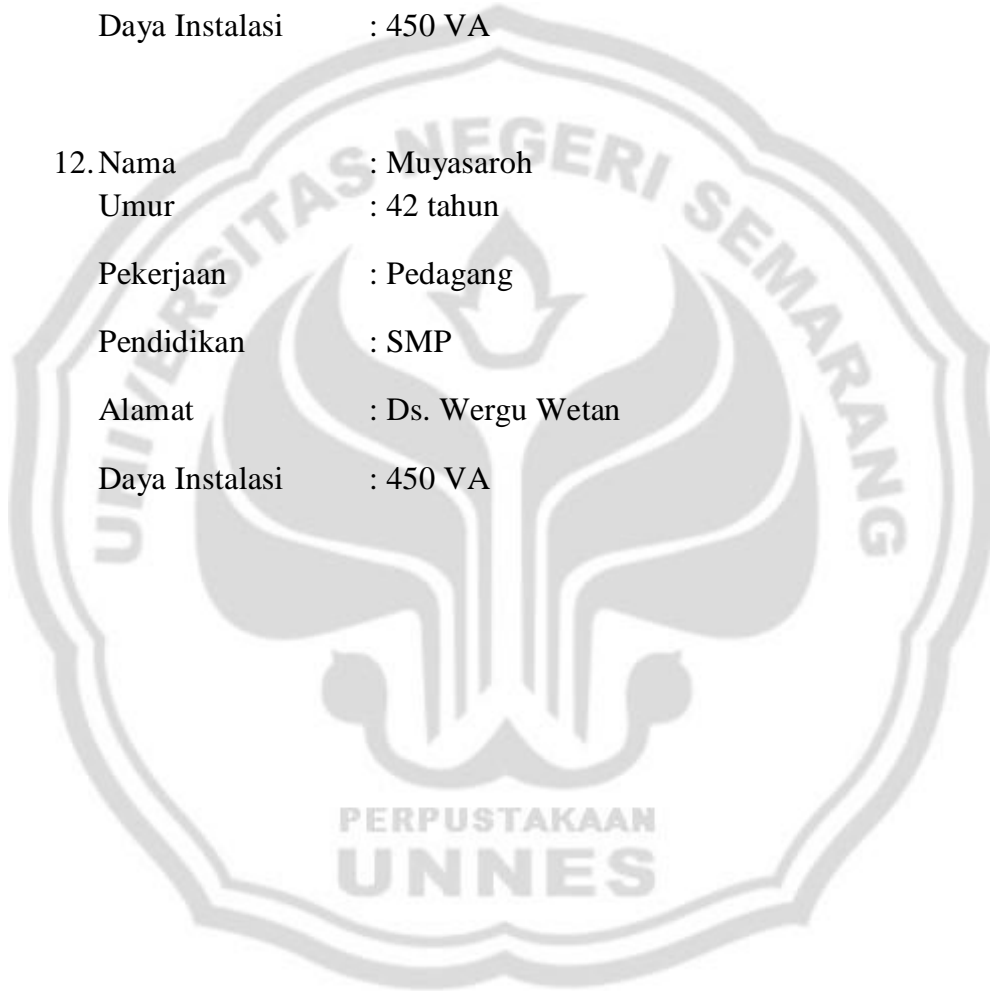 Daya Instalasi : 450 VA
12. Nama : Muyasaroh
Umur : 42 tahun
Pekerjaan : Pedagang
Pendidikan : SMP
Alamat : Ds. Wergu Wetan
Daya Instalasi : 450 VA
UNIVERSITAS NEGERI SEMARANG
PERPUSTAKAAN
UNNES